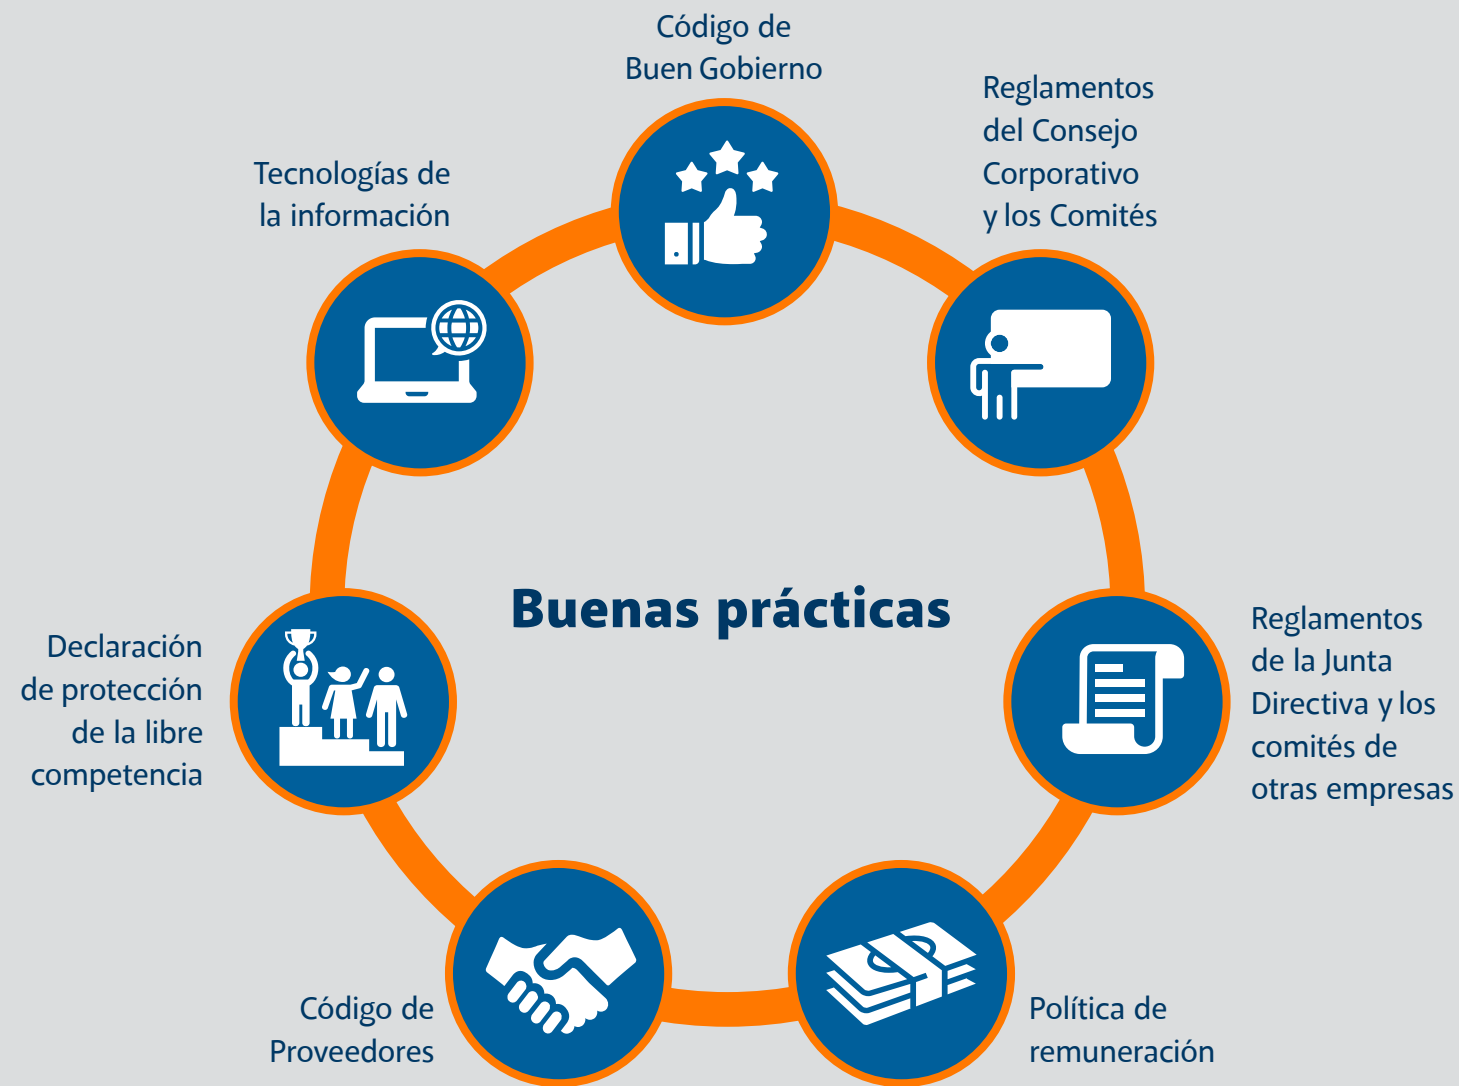 Código de
Buen Gobierno
Reglamentos
del Consejo
Corporativo
y los Comités
Tecnologías de
la información
Buenas prácticas
Reglamentos
de la Junta
Directiva y los
comités de
otras empresas
Declaración
de protección
de la libre
competencia
Código de
Proveedores
Política de
remuneración